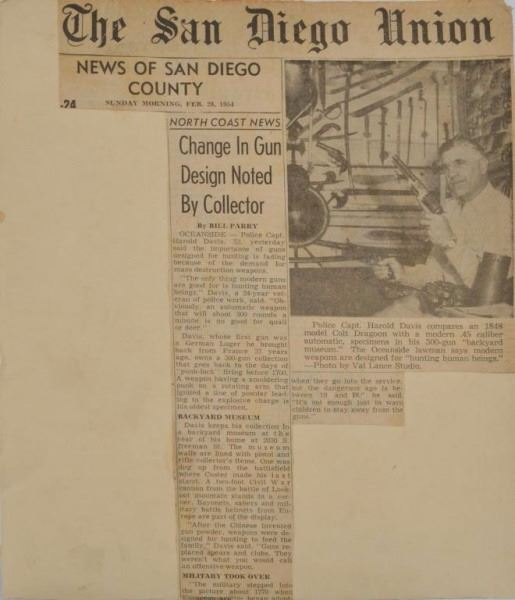 The San Diego Union
NEWS OF SAN DIEGO
COUNTY
24
SUNDAY MORNING, FEB. 28, 1954
NORTH COAST NEWS
Change In Gun
Design Noted
By Collector
By BILL PARRY
OCEANSIDE — Police Capt.
Harold Davis, 52, yesterday
said the importance of guns
designed for hunting is fading
because of the demand for
mass destruction weapons.
"The only thing modern guns
are good for is hunting human
beings," Davis, a 24-year vet-
eran of police work, said. "Ob-
viously, an automatic weapon
that will shoot 900 rounds a
minute is no good for quail
or deer."
Davis, whose first gun was
a German Luger he brought
back from France 37 years
ago, owns a 300-gun collection
that goes back to the days of
firing before 1700.
A weapon having a smoldering
punk on a rotating arm that
ignited a line of powder lead-
ing to the explosive charge is
his oldest specimen.
BACKYARD MUSEUM
Davis keeps his collection in
a backyard museum at the
rear of his home at
Freeman St. The museum
walls are lined with pistol and
rifle collector's items. One was
dug up from the battlefield
where Custer made his last
stand. A two-foot Civil War
cannon from the battle of Look-
out mountain stands in a cor-
ner. Bayonets, sabers and mil-
itary battle helmets from Eu-
rope are part of the display.
"After the Chinese invented
gun powder, weapons were de-
signed for hunting to feed the
family," Davis said. "Guns re-
placed spears and clubs. They
weren't what you would call
an offensive weapon.
MILITARY TOOK OVER
"The military stepped into
the picture about 1770 when
began
when they go into the service,
but the dangerous age is be-
tween and 18," he said.
"It's not enough just to warn
children to stay away from the
guns."
Police Capt. Harold Davis compares an 1848
model Colt Dragoon with a modern .45 caliber
automatic, specimens in his 300-gun "backyard
museum." The Oceanside lawman says modern
weapons are designed for "hunting human beings."
—Photo by Val Lance Studio.